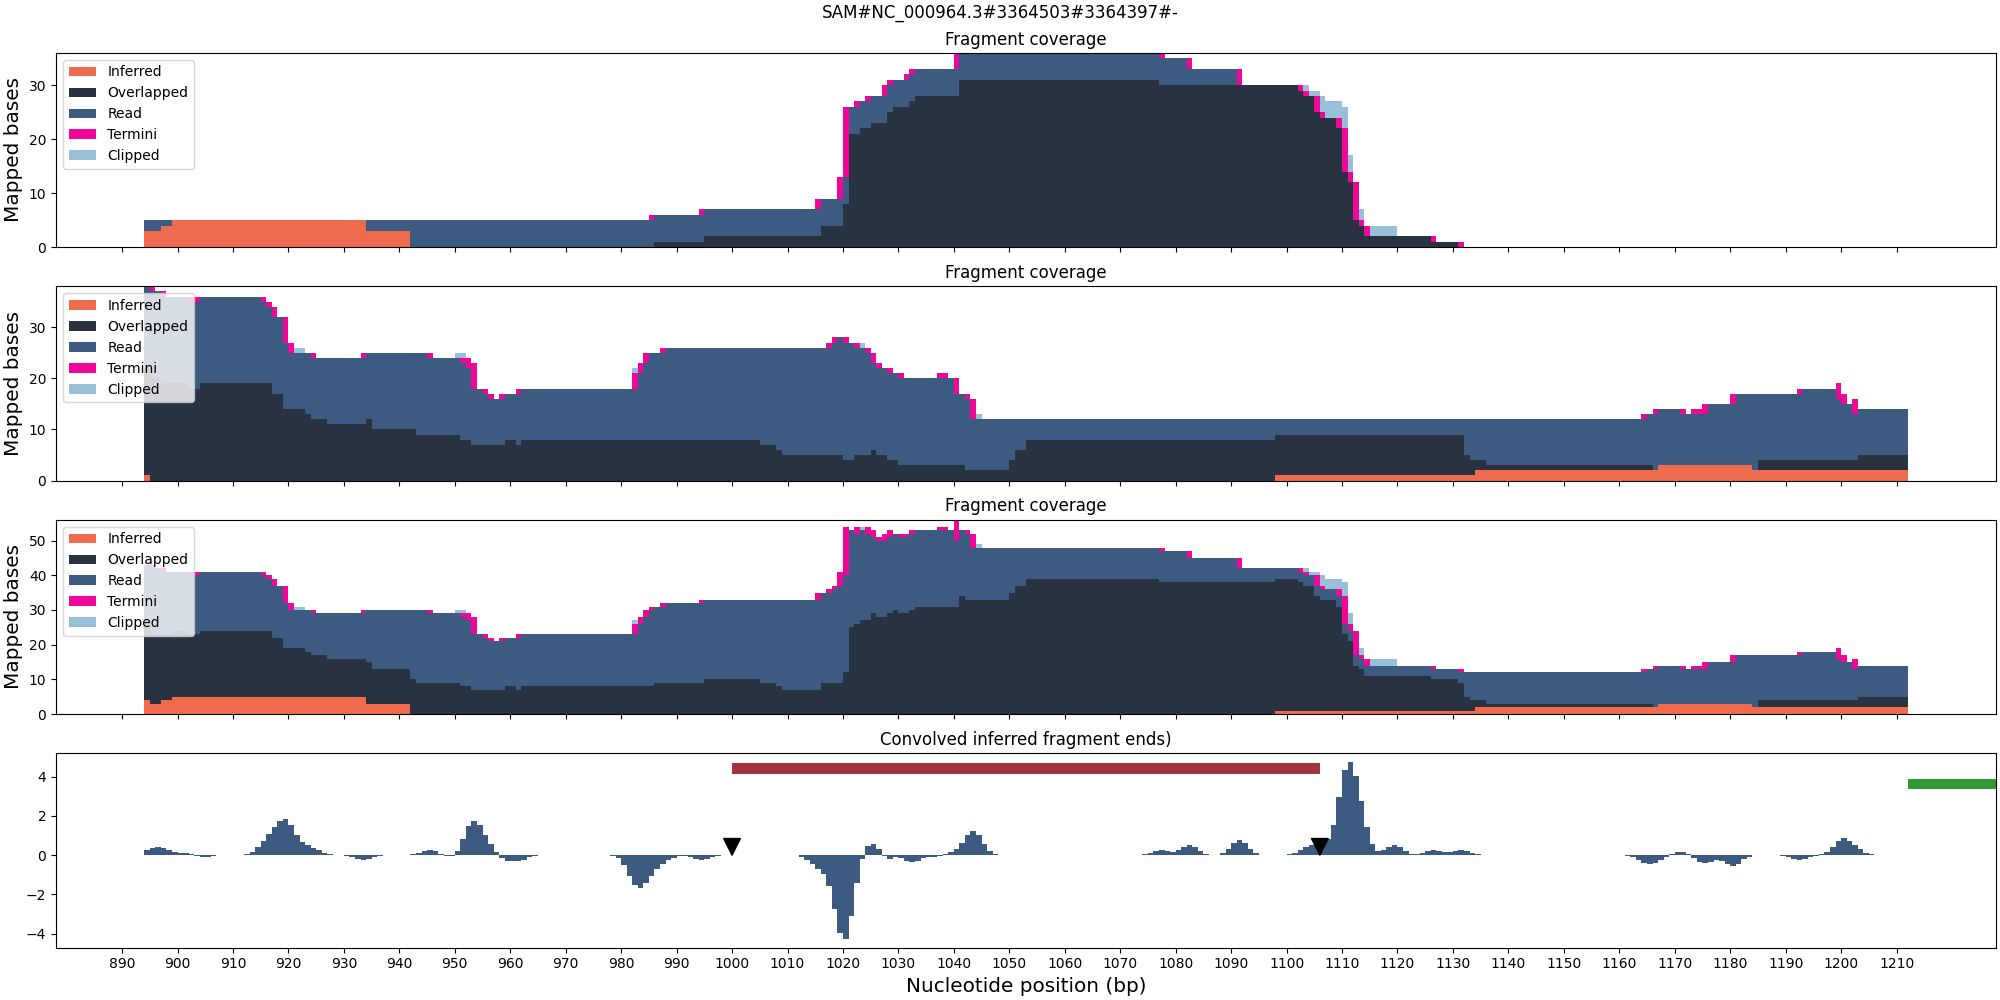 SAM#NC_000964.3#3364503#3364397#-
Fragment coverage
Mapped bases
30
20
10
0
Inferred
Overlapped
Read
Termini
Clipped
Fragment coverage
Mapped bases
30
20
10
0
Inferred
Overlapped
Read
Termini
Clipped
Fragment coverage
Mapped bases
50
40
30
20
10
0
Inferred
Overlapped
Read
Termini
Clipped
Convolved inferred fragment ends)
4
2
0
−2
−4
890 900 910 920 930 940 950 960 970 980 990 1000 1010 1020 1030 1040 1050 1060 1070 1080 1090 1100 1110 1120 1130 1140 1150 1160 1170 1180 1190 1200 1210
Nucleotide position (bp)